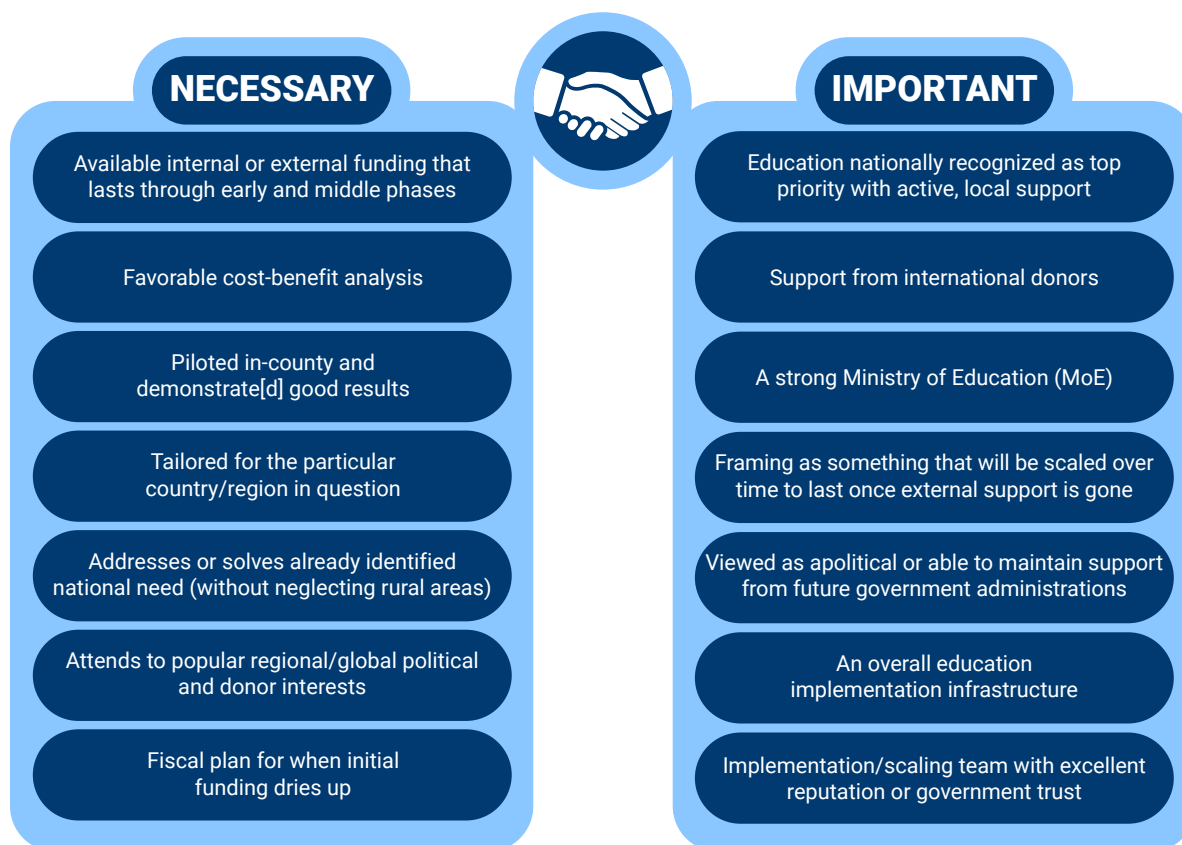 NECESSARY
Available internal or external funding that
lasts through early and middle phases
Favorable cost-benefit analysis
Piloted in-county and
demonstrate[d] good results
Tailored for the particular
country/region in question
Addresses or solves already identified
national need (without neglecting rural areas)
Attends to popular regional/global political
and donor interests
Fiscal plan for when initial
funding dries up
IMPORTANT
Education nationally recognized as top
priority with active, local support
Support from international donors
A strong Ministry of Education (MoE)
Framing as something that will be scaled over
time to last once external support is gone
Viewed as apolitical or able to maintain support
from future government administrations
An overall education
implementation infrastructure
Implementation/scaling team with excellent
reputation or government trust